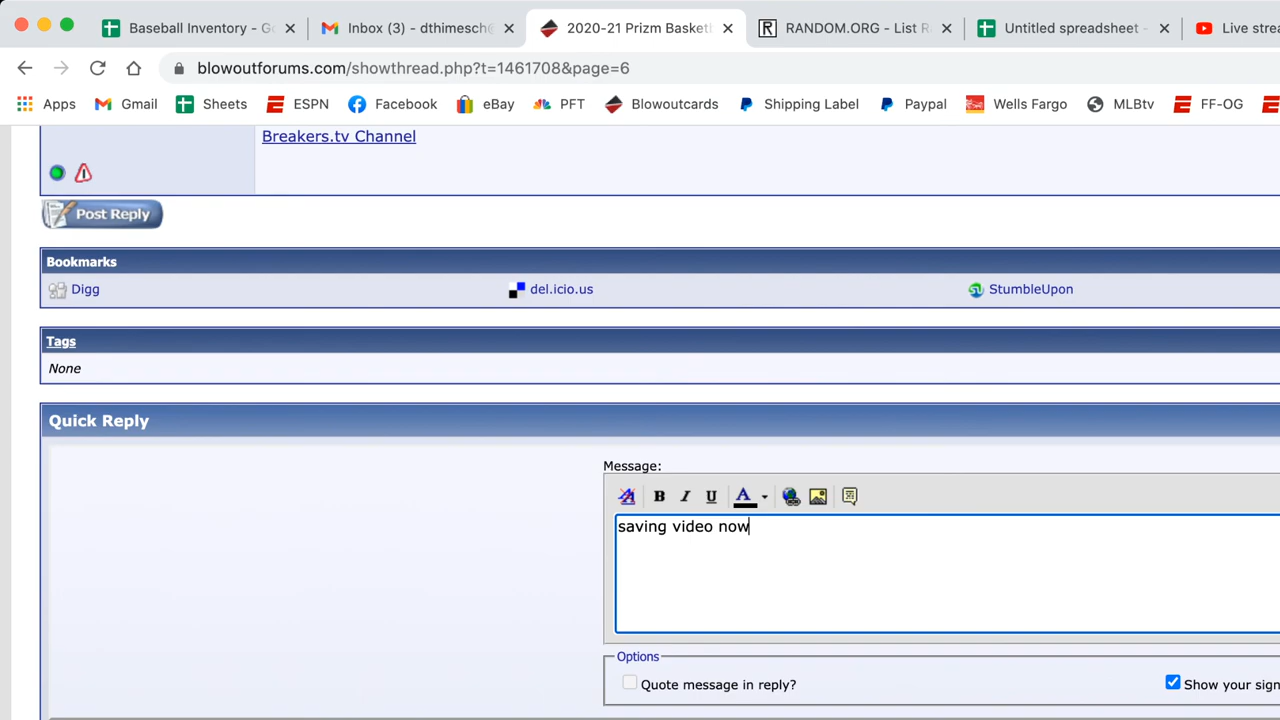 Baseball Inventory - Go
Inbox (3) - dthimesch@
2020-21 Prizm Basketb
RANDOM.ORG - List R
Untitled spreadsheet -
Live strea
blowoutforums.com/showthread.php?t=1461708&page=6
Apps Gmail Sheets ESPN Facebook eBay PFT Blowoutcards Shipping Label Paypal Wells Fargo MLBtv FF-OG
Breakers.tv Channel
Post Reply
Bookmarks
Digg del.icio.us StumbleUpon
Tags
None
Quick Reply
Message:
B I U A
saving video now
Options
Quote message in reply? Show your sign